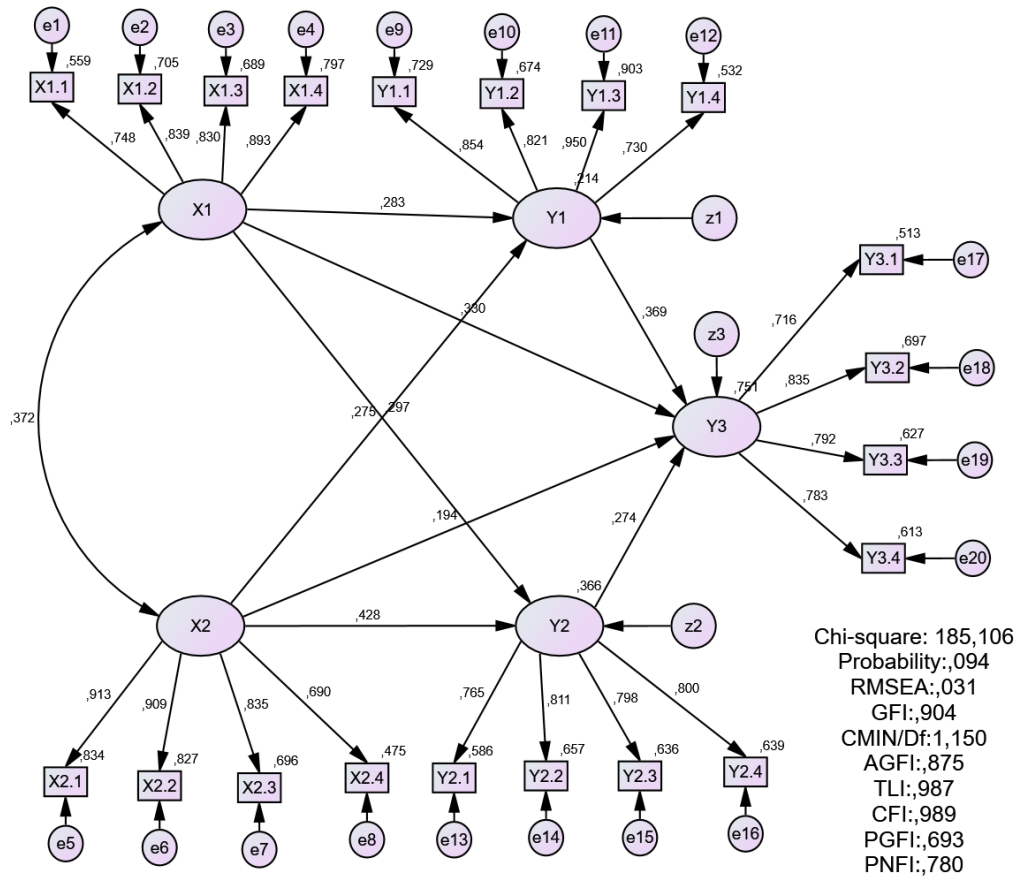 e1 e2 e3 e4 e9 e10 e11 e12
,559 ,705 ,689 ,797 ,729 ,674 ,903 ,532
X1.1 X1.2 X1.3 X1.4 Y1.1 Y1.2 Y1.3 Y1.4
,748 ,839 ,830 ,893 ,854 ,821 ,950 ,730
,214
X1 ,283 Y1 z1
,513
Y3.1 e17
,330 ,369 ,716
z3
,697
Y3.2 e18
,751 ,835
,372 ,275 ,297
Y3
,792 ,627
Y3.3 e19
,783
,194 ,274
,613
Y3.4 e20
,366
X2 ,428 Y2 z2
,913 ,909 ,835 ,690 ,765 ,811 ,798 ,800
,834 ,827 ,696 ,475 ,586 ,657 ,636 ,639
X2.1 X2.2 X2.3 X2.4 Y2.1 Y2.2 Y2.3 Y2.4
e5 e6 e7 e8 e13 e14 e15 e16
Chi-square: 185,106
Probability:,094
RMSEA:,031
GFI:,904
CMIN/Df:1,150
AGFI:,875
TLI:,987
CFI:,989
PGFI:,693
PNFI:,780